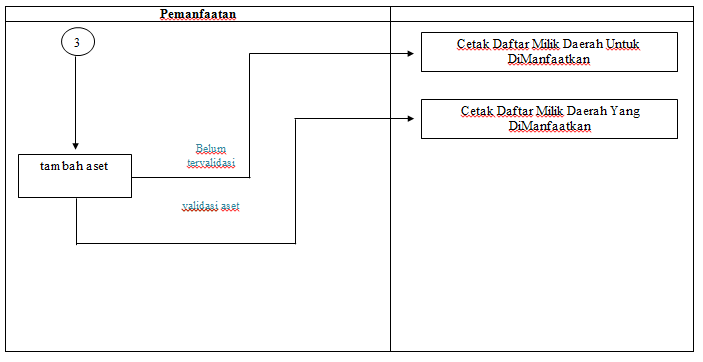 Pemanfaatan
3
Cetak Daftar Milik Daerah Untuk
DiManfaatkan
Cetak Daftar Milik Daerah Yang
DiManfaatkan
Belum
tervalidasi
tambah aset
validasi aset